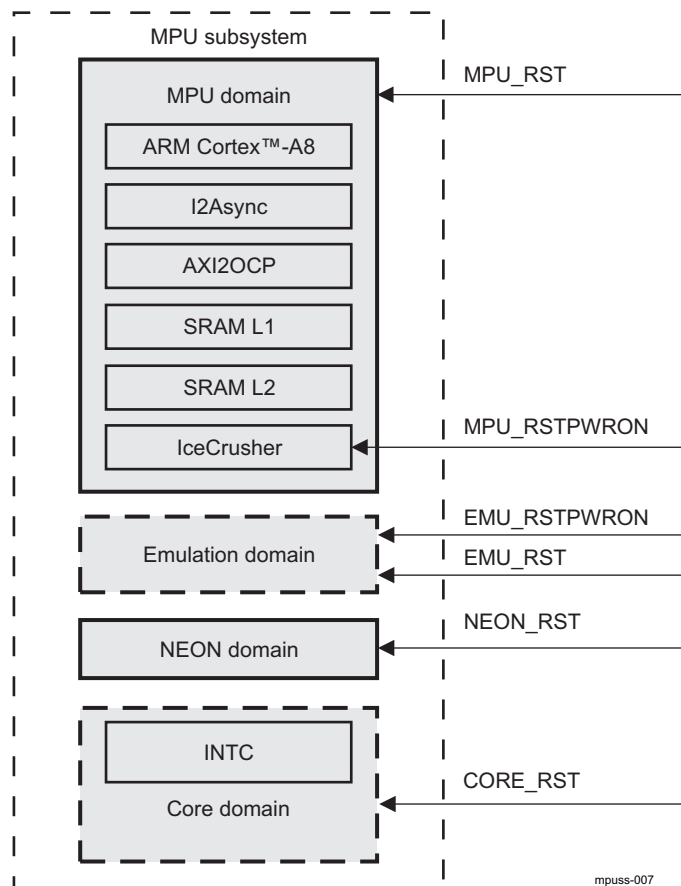 MPU subsystem
MPU domain
MPU_RST
ARM Cortex™-A8
I2Async
AXI2OCP
SRAM L1
SRAM L2
IceCrusher
MPU_RSTPWRON
EMU_RSTPWRON
Emulation domain
EMU_RST
NEON_RST
NEON domain
INTC
CORE_RST
Core domain
mpuss-007